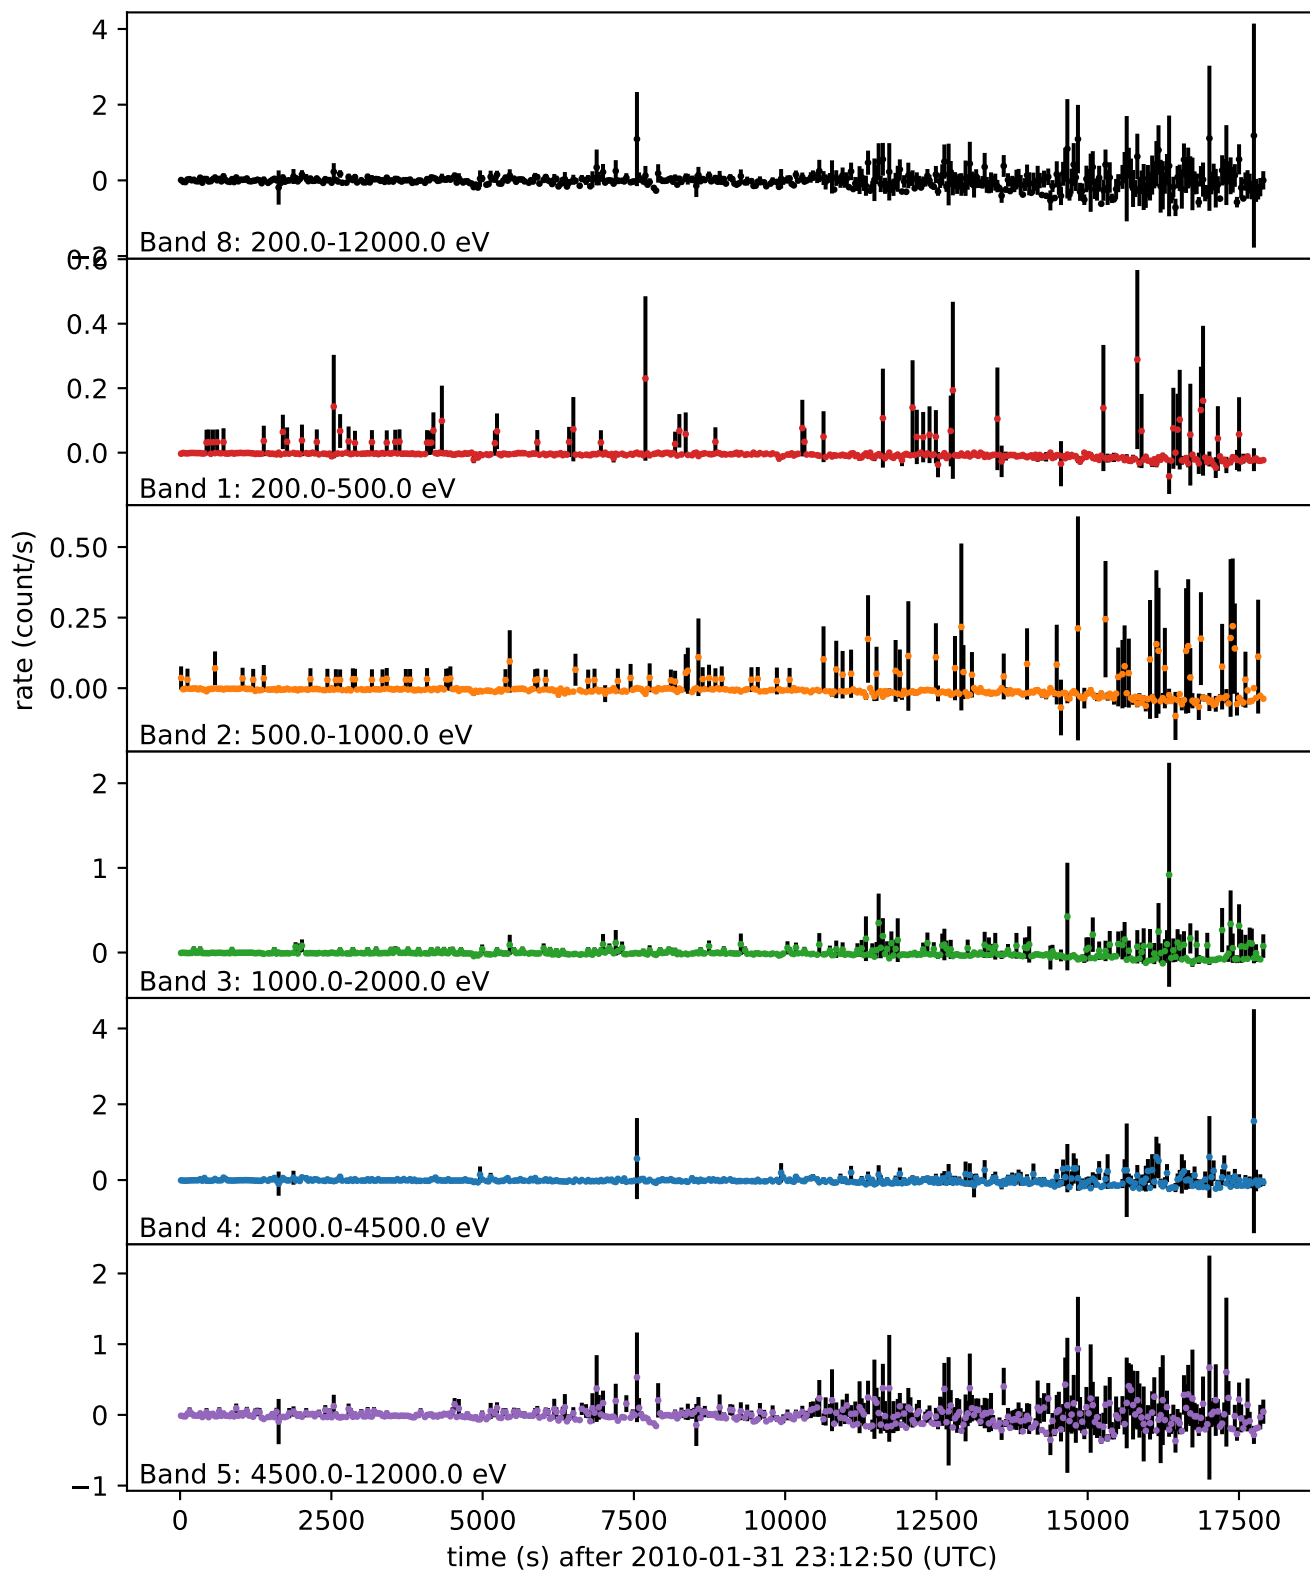 4
2
0
−2
Band 8: 200.0-12000.0 eV
0.6
0.4
0.2
0.0
Band 1: 200.0-500.0 eV
rate (count/s)
0.50
0.25
0.00
Band 2: 500.0-1000.0 eV
2
1
0
Band 3: 1000.0-2000.0 eV
4
2
0
Band 4: 2000.0-4500.0 eV
2
1
0
−1
Band 5: 4500.0-12000.0 eV
0 2500 5000 7500 10000 12500 15000 17500
time (s) after 2010-01-31 23:12:50 (UTC)